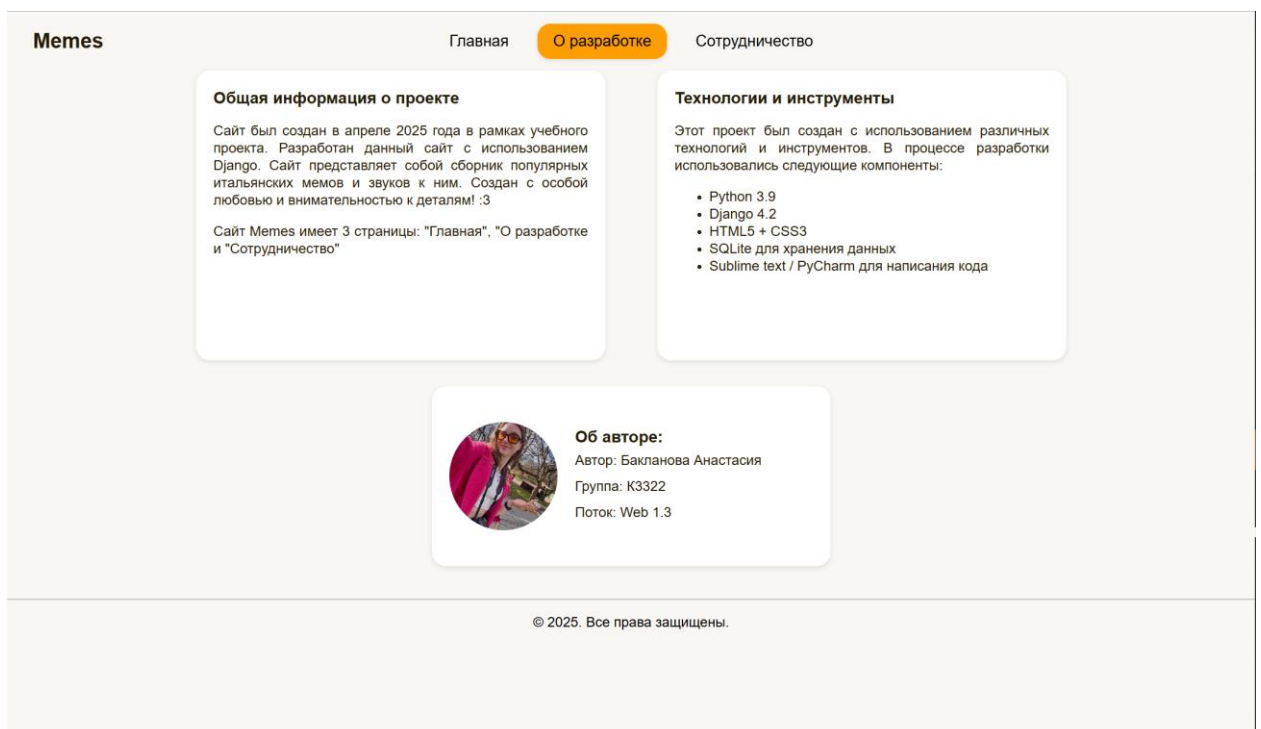 Memes
Главная
О разработке
Сотрудничество
Общая информация о проекте
Сайт был создан в апреле 2025 года в рамках учебного
проекта. Разработан данный сайт с использованием
Django. Сайт представляет собой сборник популярных
итальянских мемов и звуков к ним. Создан с особой
любовью и внимательностью к деталям! :3
Сайт Memes имеет 3 страницы: "Главная", "О разработке
и "Сотрудничество"
Технологии и инструменты
Этот проект был создан с использованием различных
технологий и инструментов. В процессе разработки
использовались следующие компоненты:
• Python 3.9
• Django 4.2
• HTML5 + CSS3
• SQLite для хранения данных
• Sublime text / PyCharm для написания кода
Об авторе:
Автор: Бакланова Анастасия
Группа: К3322
Поток: Web 1.3
© 2025. Все права защищены.